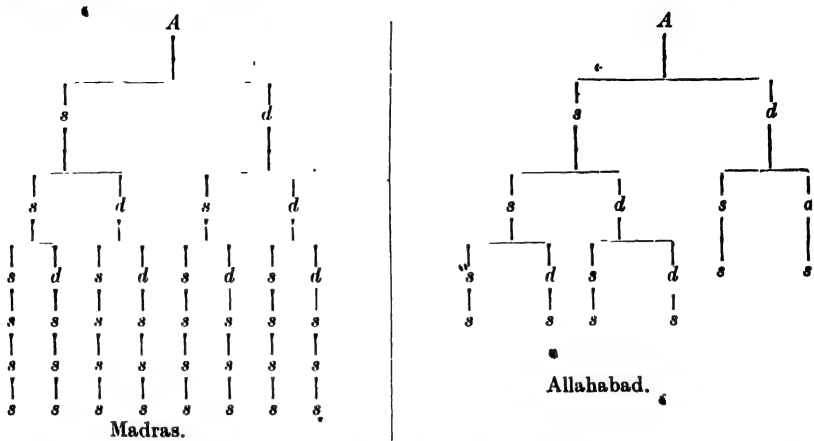 A
s d
s d s d
s d s d s d s d
s s s s s s s s
s s s s s s s s
s s s s s s s s
Madras.
A
s d
s d s a
s d s d s s
s s s s
Allahabad.